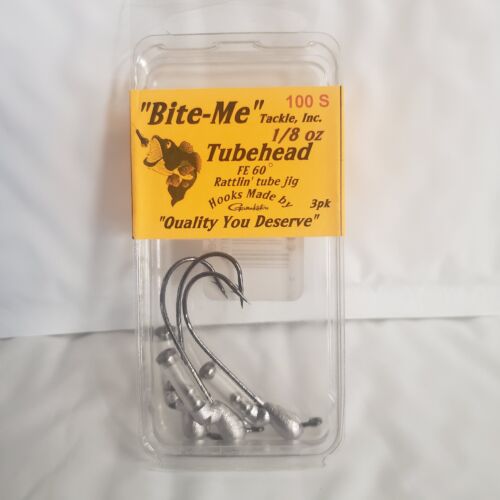 100 S
"Bite-Me" Tackle, Inc.
1/8 oz
Tubehead
FE 60°
Rattlin' tube jig
Hooks Made by
Gamakatsu
3pk
"Quality You Deserve"